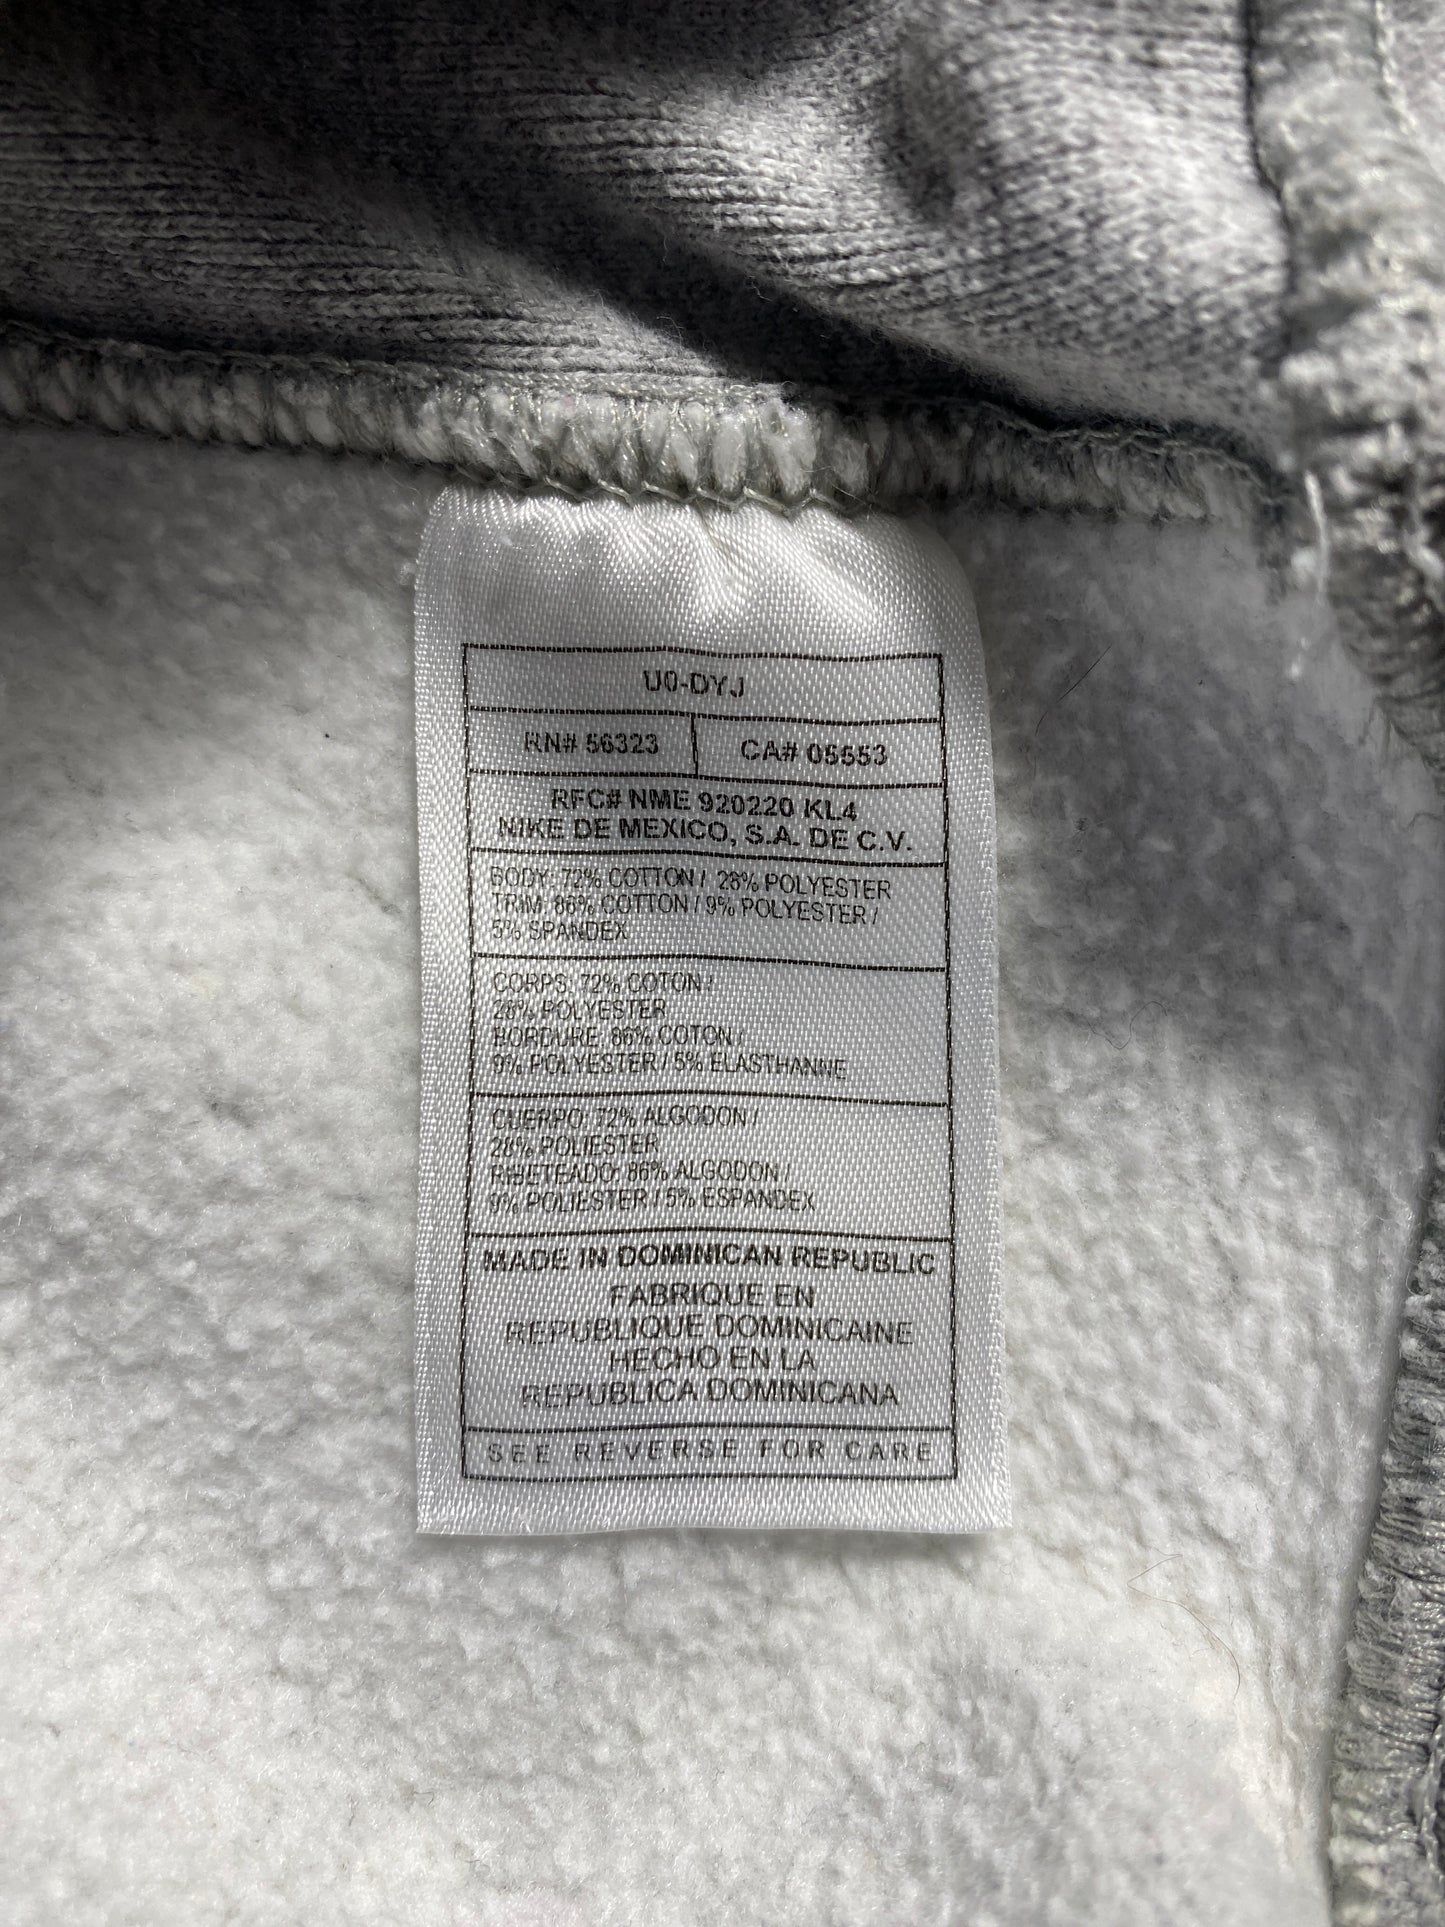 U0-DYJ
RN# 56323
CA# 05553
RFC# NME 920220 KL4
NIKE DE MEXICO, S.A. DE C.V.
BODY: 72% COTTON / 28% POLYESTER
TRIM: 86% COTTON / 9% POLYESTER /
5% SPANDEX
CORPS: 72% COTON /
28% POLYESTER
BORDURE: 86% COTON /
9% POLYESTER / 5% ELASTHANNE
CUERPO: 72% ALGODON /
28% POLIESTER
RIBETEADO: 86% ALGODON /
9% POLIESTER / 5% ESPANDEX
MADE IN DOMINICAN REPUBLIC
FABRIQUE EN
REPUBLIQUE DOMINICAINE
HECHO EN LA
REPUBLICA DOMINICANA
SEE REVERSE FOR CARE